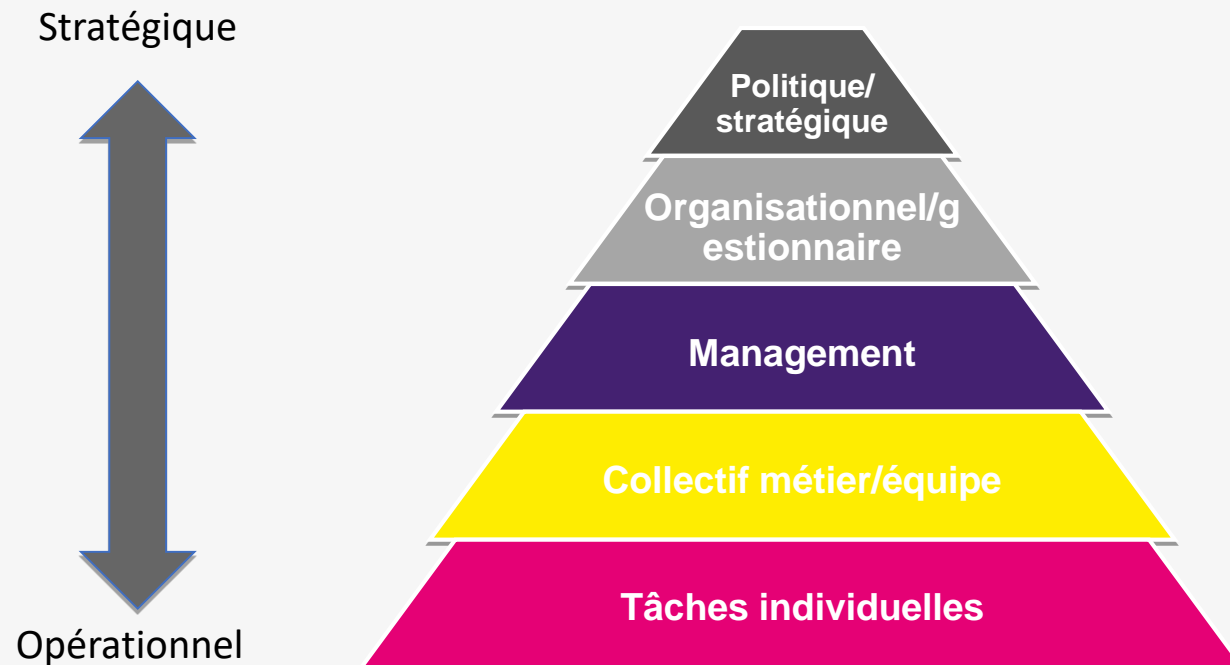 Stratégique
Politique/
stratégique
Organisationnel/g
estionnaire
Management
Collectif métier/équipe
Tâches individuelles
Opérationnel